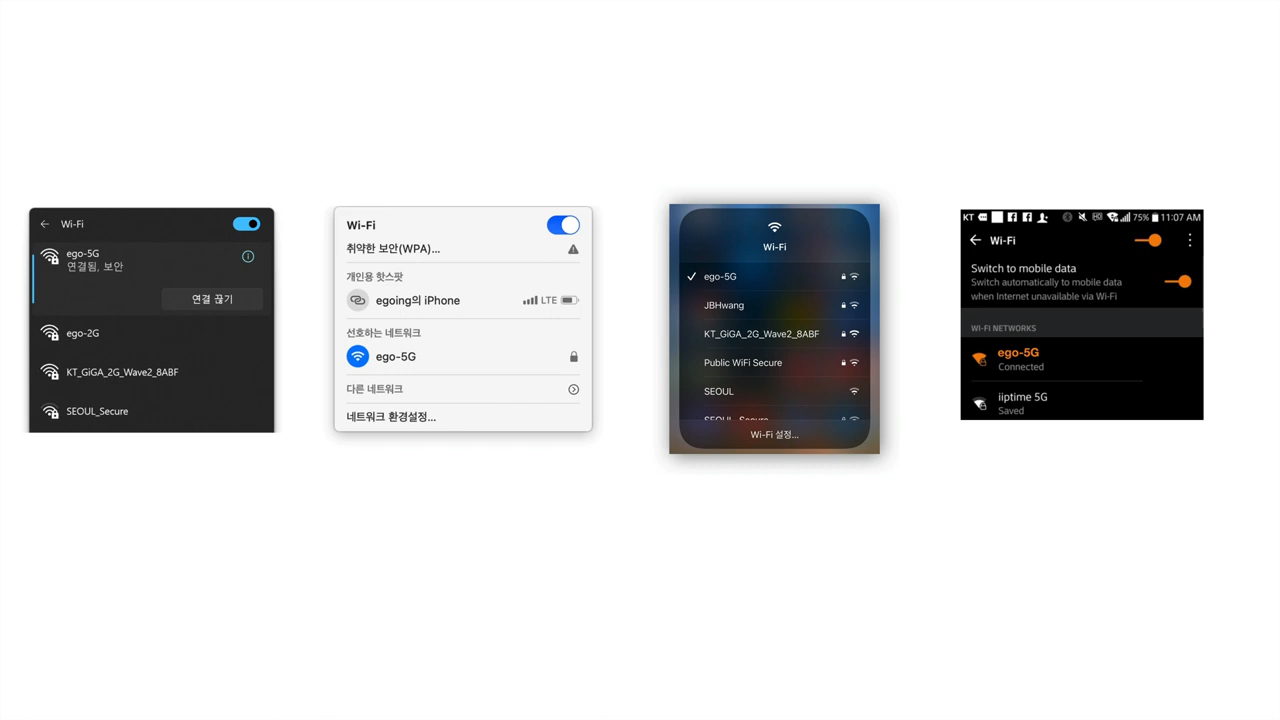 Wi-Fi
ego-5G
연결됨, 보안
연결 끊기
ego-2G
KT_GiGA_2G_Wave2_8ABF
SEOUL_Secure
Wi-Fi
취약한 보안(WPA)...
개인용 핫스팟
egoing의 iPhone
LTE
선호하는 네트워크
ego-5G
다른 네트워크
네트워크 환경설정...
Wi-Fi
ego-5G
JBHwang
KT_GiGA_2G_Wave2_8ABF
Public WiFi Secure
SEOUL
SEOUL_Secure
Wi-Fi 설정...
KT 75% 11:07 AM
Wi-Fi
Switch to mobile data
Switch automatically to mobile data
when Internet unavailable via Wi-Fi
WI-FI NETWORKS
ego-5G
Connected
iiptime 5G
Saved